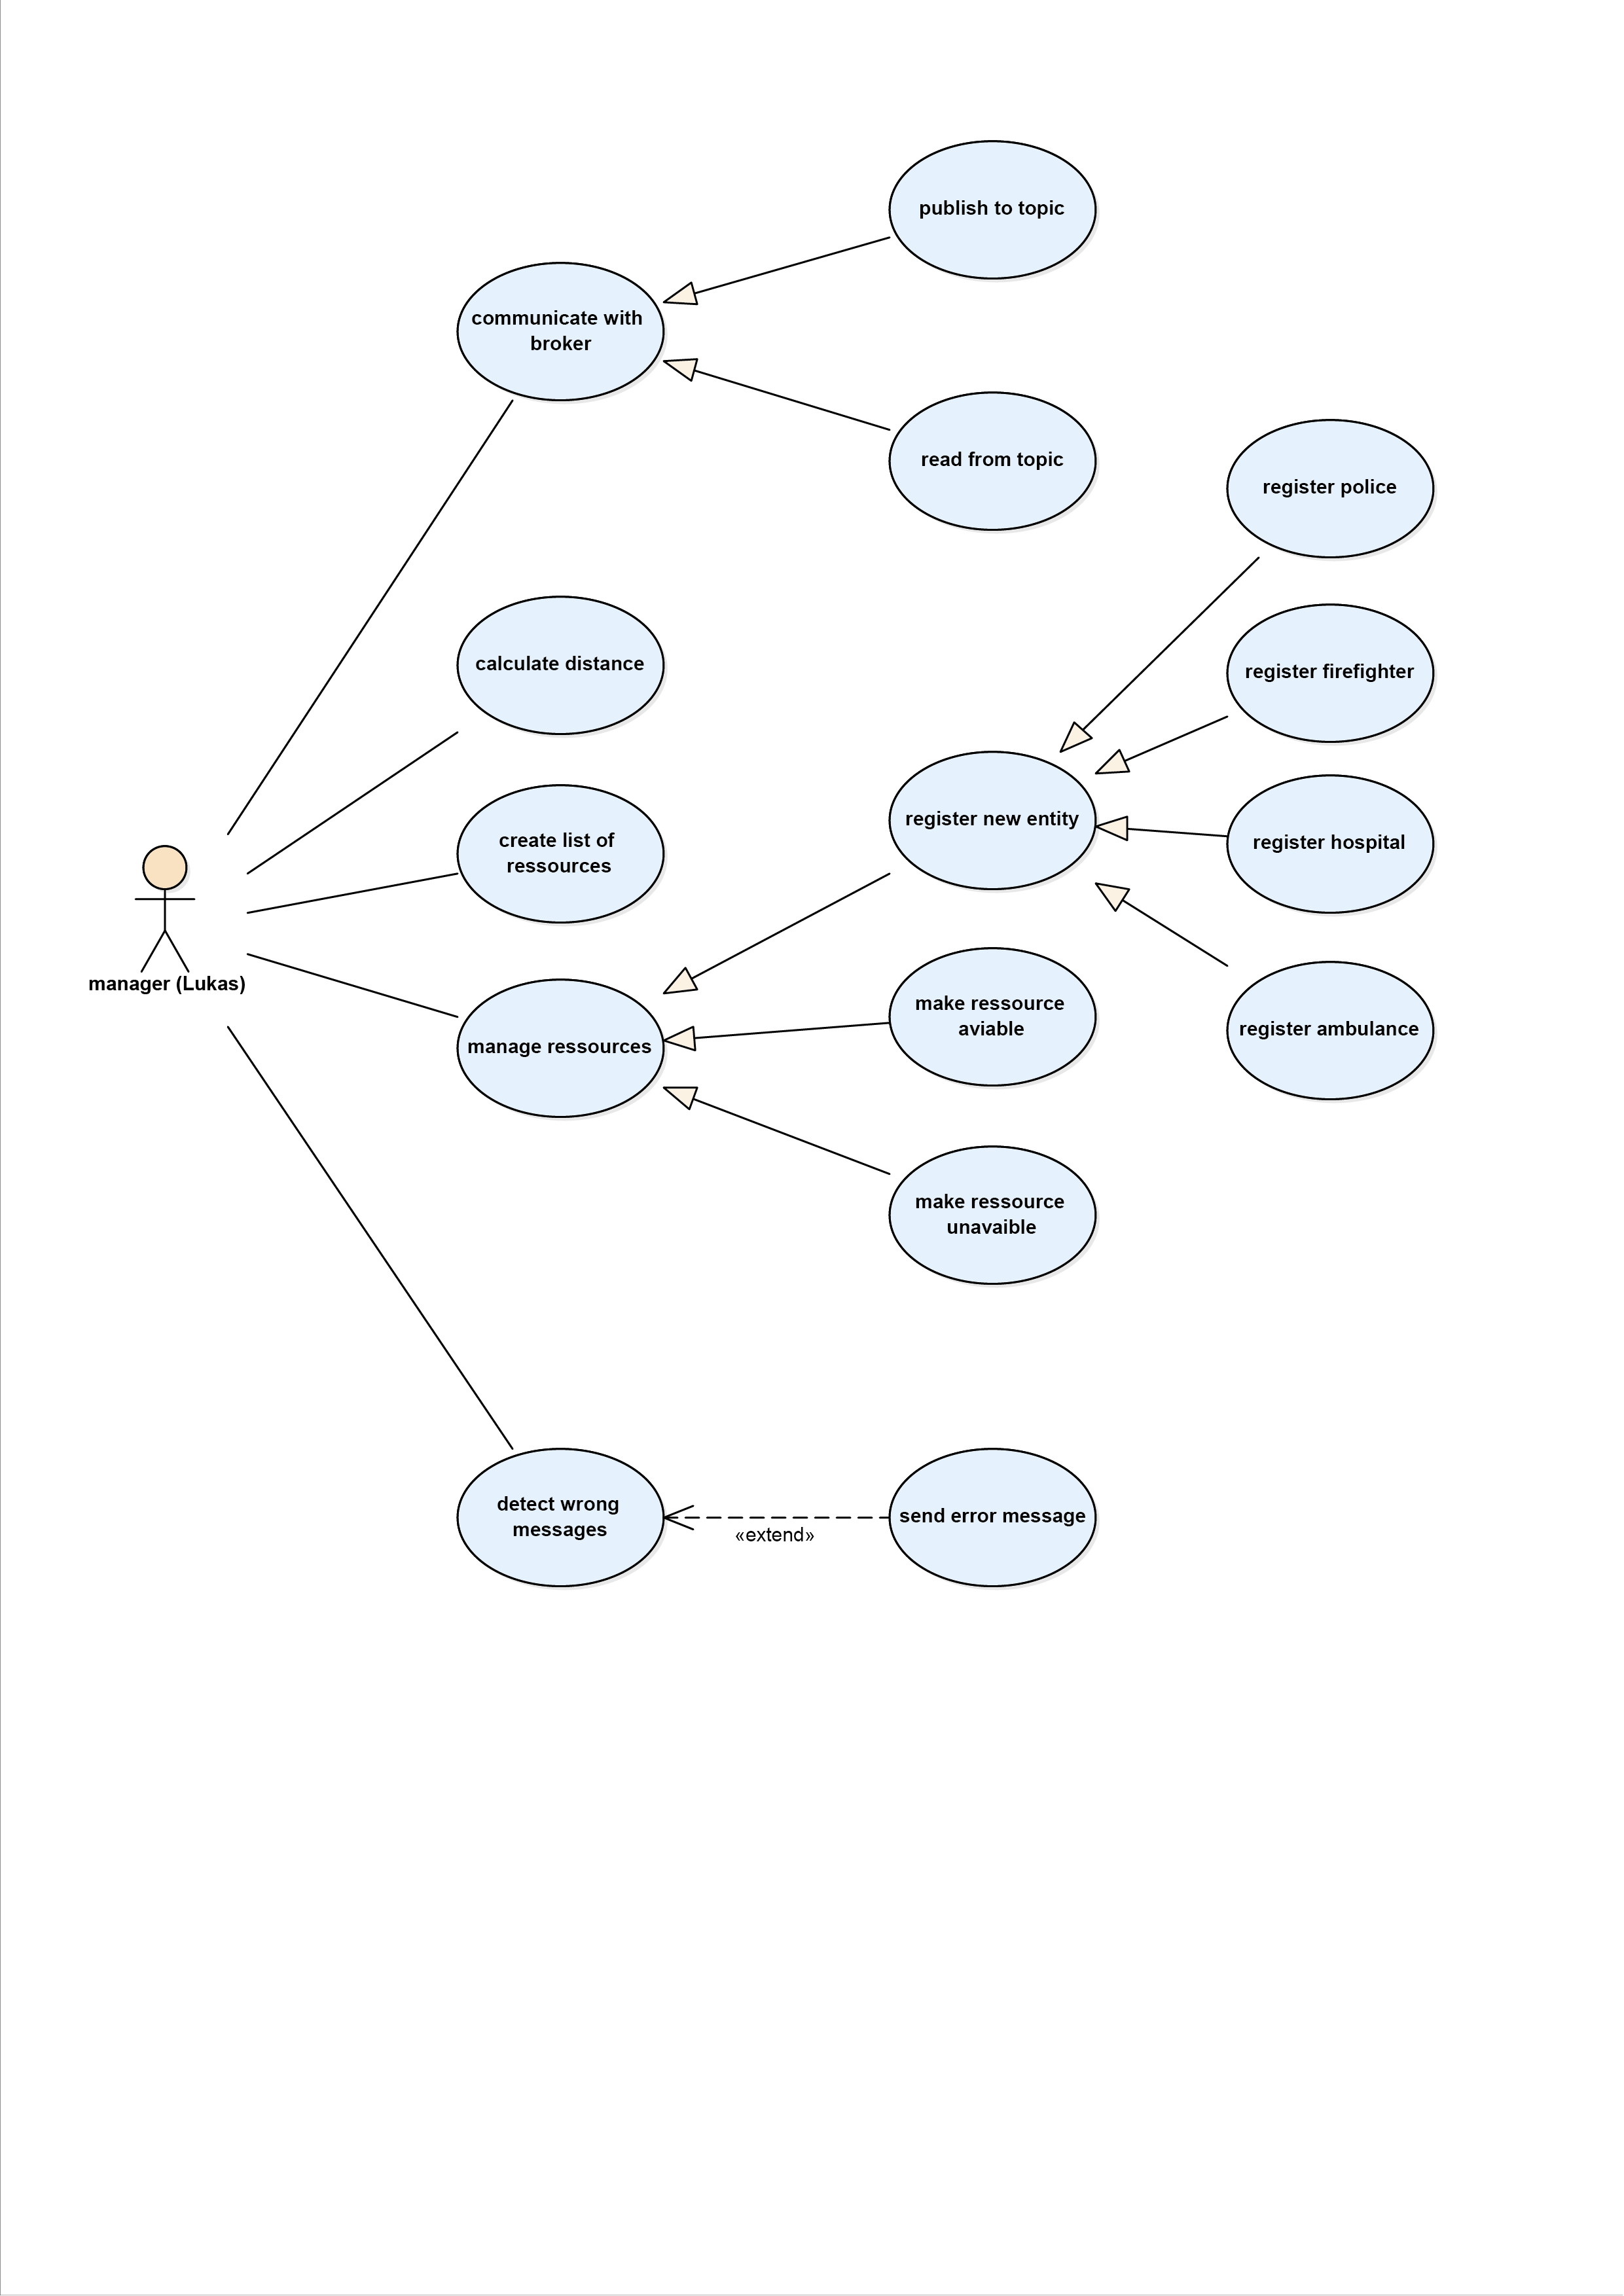 publish to topic
communicate with
broker
read from topic
register police
calculate distance
register firefighter
create list of
ressources
register new entity
register hospital
manager (Lukas)
manage ressources
make ressource
aviable
register ambulance
make ressource
unavaible
detect wrong
messages
«extend»
send error message